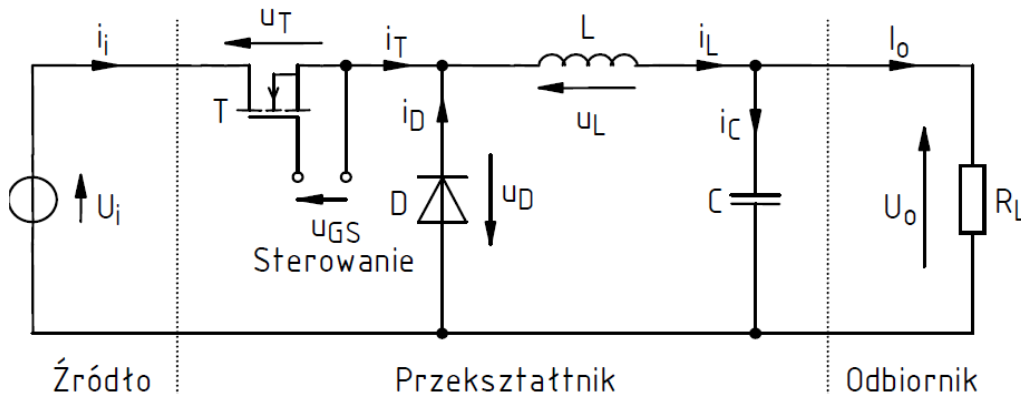 i_i
u_T
i_T
L
i_L
I_o
T
i_D
u_L
i_C
U_i
u_GS
D
u_D
C
U_o
R_L
Sterowanie
Źródło
Przekształtnik
Odbiornik